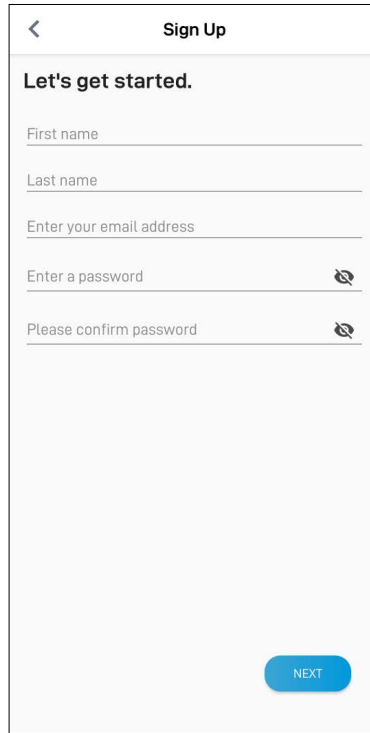 Sign Up
Let's get started.
First name
Last name
Enter your email address
Enter a password
Please confirm password
NEXT